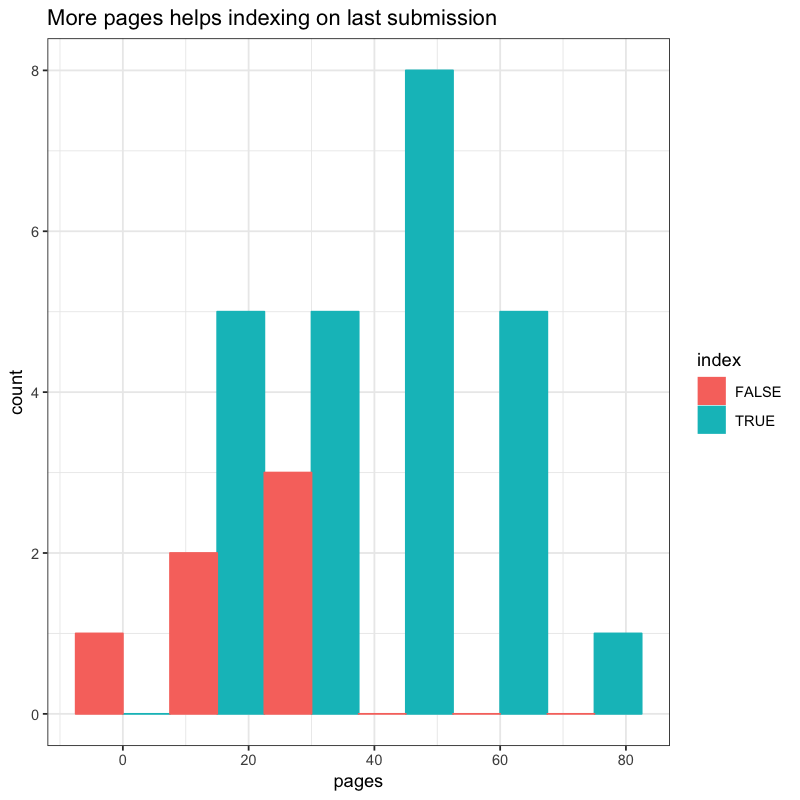 More pages helps indexing on last submission
8
6
4
2
0
count
0 20 40 60 80
pages
index
FALSE
TRUE